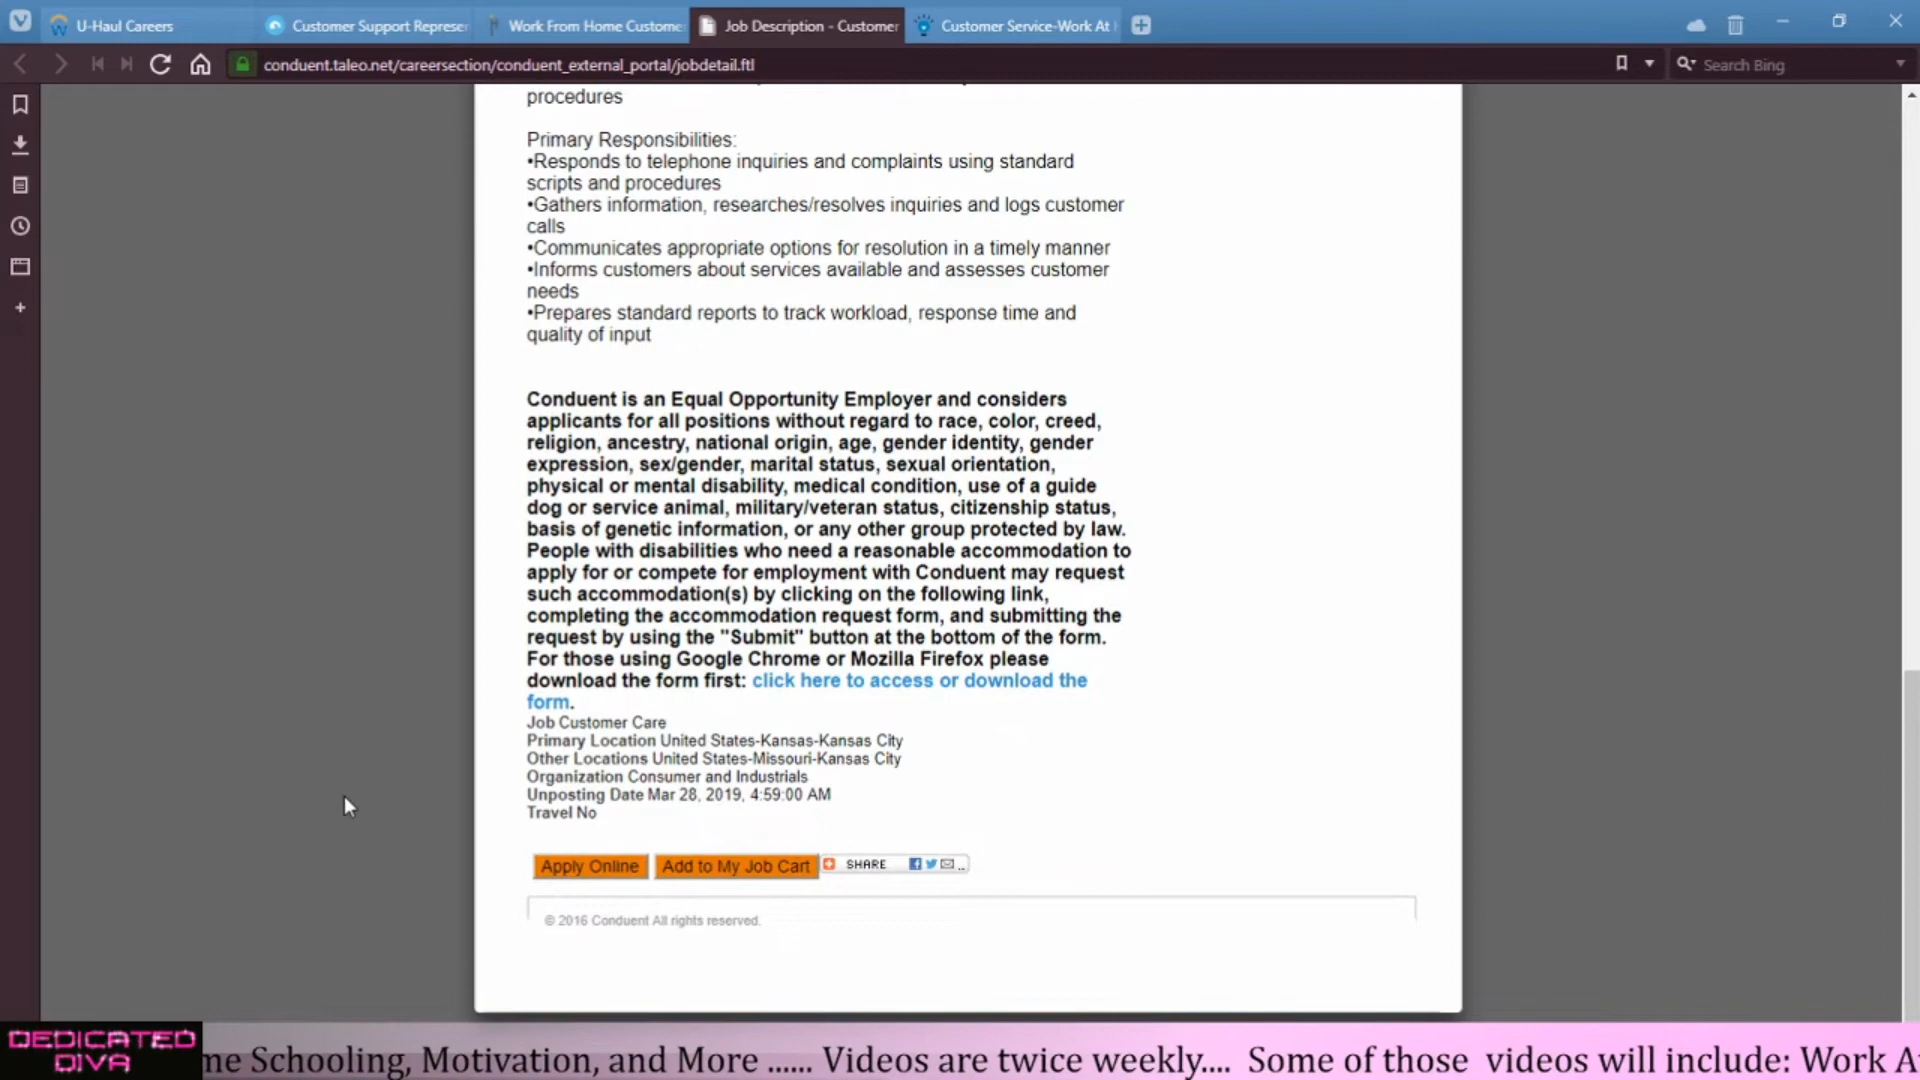 U-Haul Careers
Customer Support Represe
Work From Home Custome
Job Description - Customer
Customer Service-Work At
conduent.taleo.net/careersection/conduent_external_portal/jobdetail.ftl
Search Bing
procedures
Primary Responsibilities:
•Responds to telephone inquiries and complaints using standard
scripts and procedures
•Gathers information, researches/resolves inquiries and logs customer
calls
•Communicates appropriate options for resolution in a timely manner
•Informs customers about services available and assesses customer
needs
•Prepares standard reports to track workload, response time and
quality of input
Conduent is an Equal Opportunity Employer and considers
applicants for all positions without regard to race, color, creed,
religion, ancestry, national origin, age, gender identity, gender
expression, sex/gender, marital status, sexual orientation,
physical or mental disability, medical condition, use of a guide
dog or service animal, military/veteran status, citizenship status,
basis of genetic information, or any other group protected by law.
People with disabilities who need a reasonable accommodation to
apply for or compete for employment with Conduent may request
such accommodation(s) by clicking on the following link,
completing the accommodation request form, and submitting the
request by using the "Submit" button at the bottom of the form.
For those using Google Chrome or Mozilla Firefox please
download the form first: click here to access or download the
form.
Job Customer Care
Primary Location United States-Kansas-Kansas City
Other Locations United States-Missouri-Kansas City
Organization Consumer and Industrials
Unposting Date Mar 28, 2019, 4:59:00 AM
Travel No
Apply Online
Add to My Job Cart
SHARE
© 2016 Conduent All rights reserved.
DEDICATED
DIVA
me Schooling, Motivation, and More ...... Videos are twice weekly.... Some of those videos will include: Work A